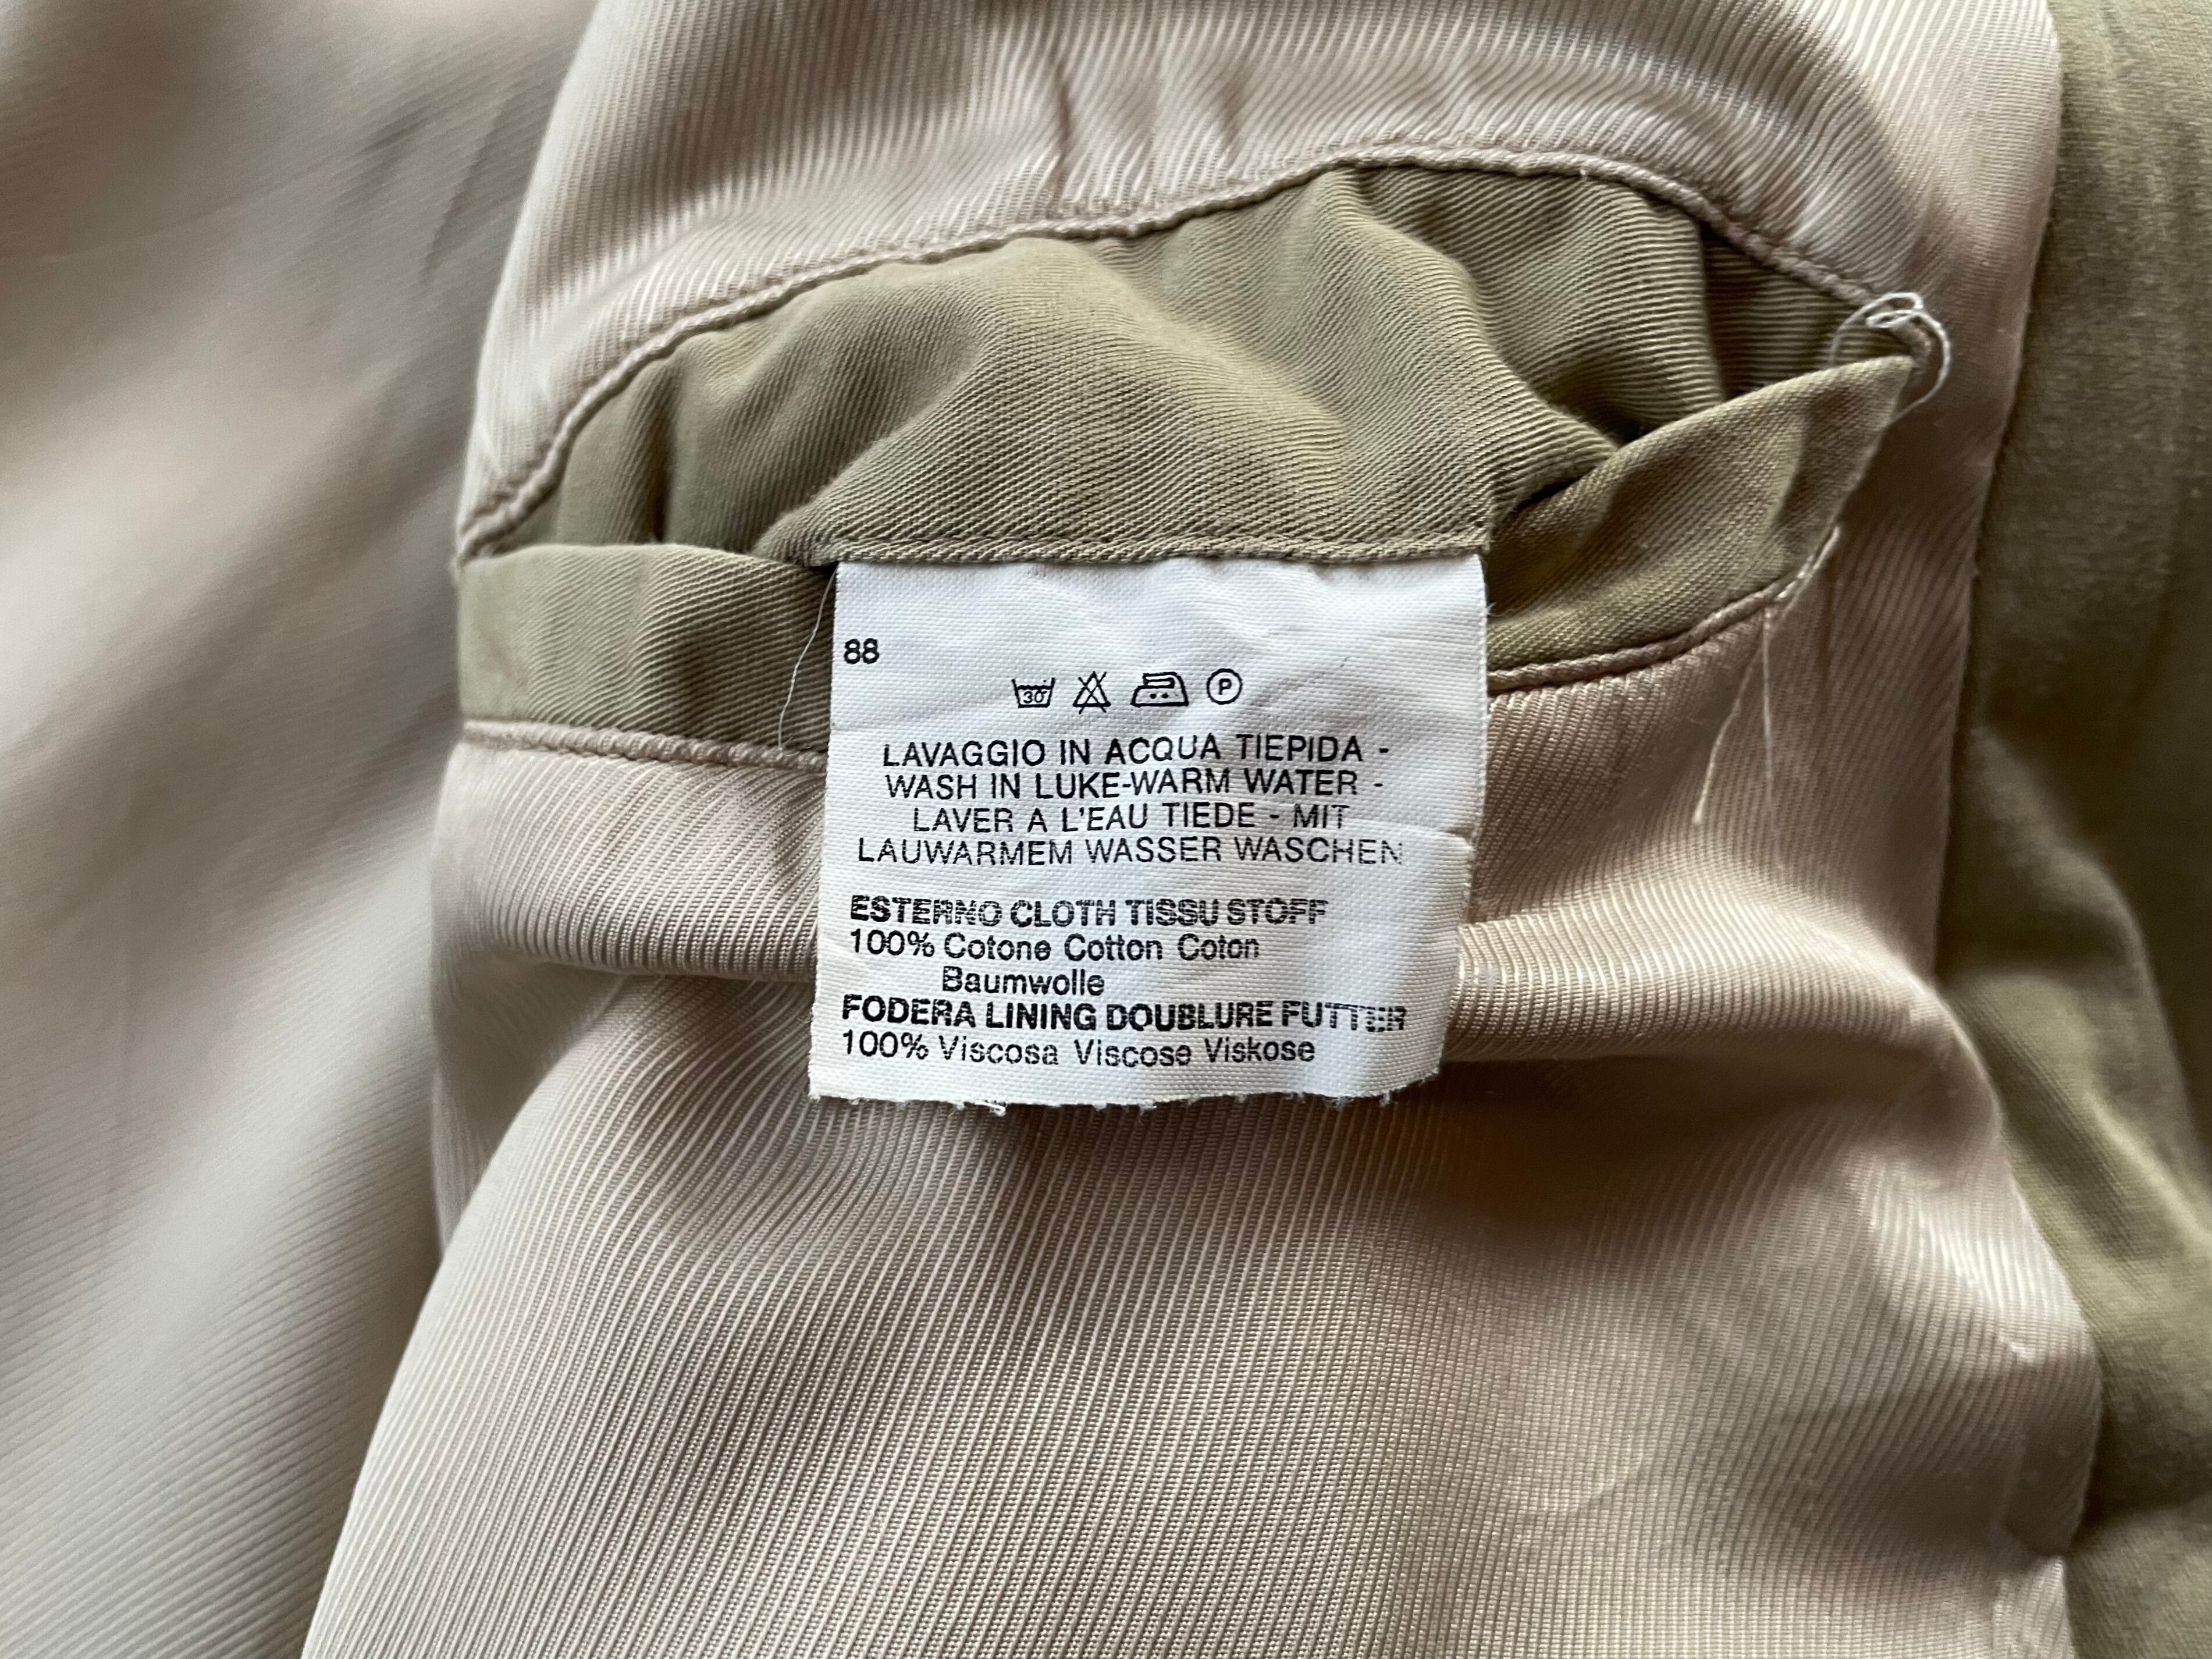 88
30 P
LAVAGGIO IN ACQUA TIEPIDA -
WASH IN LUKE-WARM WATER -
LAVER A L'EAU TIEDE - MIT
LAUWARMEM WASSER WASCHEN
ESTERNO CLOTH TISSU STOFF
100% Cotone Cotton Coton
Baumwolle
FODERA LINING DOUBLURE FUTTER
100% Viscosa Viscose Viskose